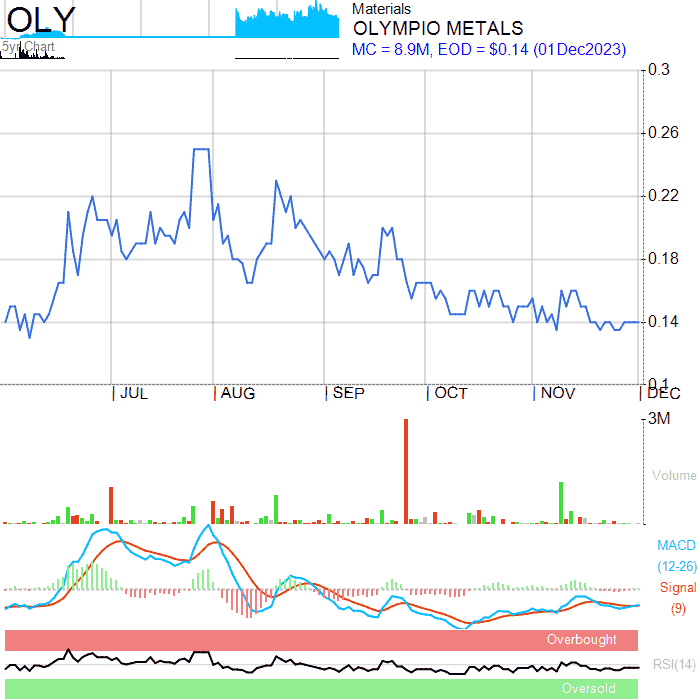 OLY
5yr Chart
Materials
OLYMPIO METALS
MC = 8.9M, EOD = $0.14 (01Dec2023)
0.3
0.26
0.22
0.18
0.14
0.1
JUL AUG SEP OCT NOV DEC
3M
Volume
MACD
(12-26)
Signal
(9)
Overbought
RSI(14)
Oversold